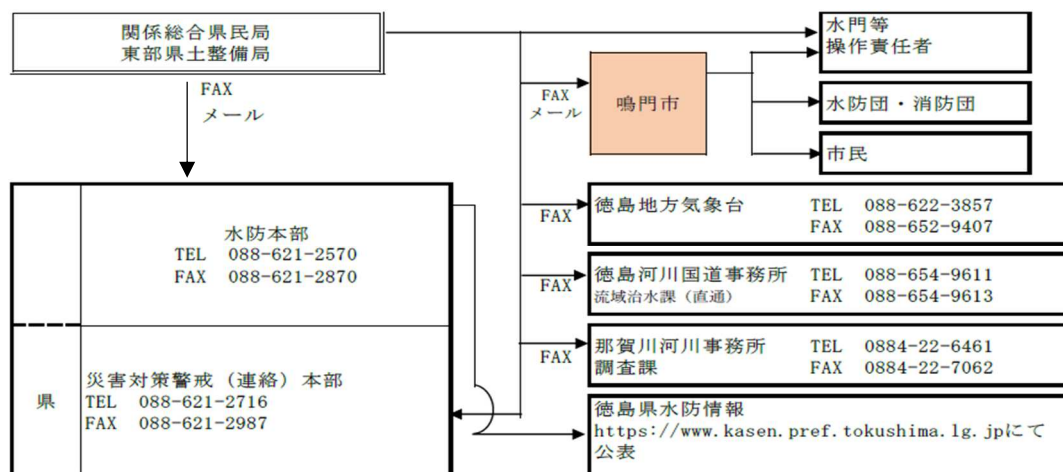 関係総合県民局
東部県土整備局
FAX
メール
水門等
操作責任者
FAX
メール
鳴門市
水防団・消防団
市民
水防本部
TEL 088-621-2570
FAX 088-621-2870
県
災害対策警戒（連絡）本部
TEL 088-621-2716
FAX 088-621-2987
FAX
徳島地方気象台 TEL 088-622-3857
FAX 088-652-9407
FAX
徳島河川国道事務所 TEL 088-654-9611
流域治水課（直通） FAX 088-654-9613
FAX
那賀川河川事務所 TEL 0884-22-6461
調査課 FAX 0884-22-7062
徳島県水防情報
https://www.kasen.pref.tokushima.lg.jpにて
公表